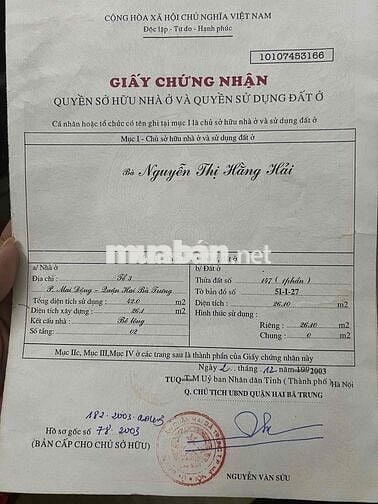 CỘNG HÒA XÃ HỘI CHỦ NGHĨA VIỆT NAM
Độc lập - Tự do - Hạnh phúc
10107453166
GIẤY CHỨNG NHẬN
QUYỀN SỞ HỮU NHÀ Ở VÀ QUYỀN SỬ DỤNG ĐẤT Ở
Cá nhân hoặc tổ chức có tên ghi tại mục I là chủ sở hữu nhà ở và sử dụng đất ở
Mục I - Chủ sở hữu nhà ở và sử dụng đất ở
Bà Nguyễn Thị Hằng Hải
muaban.net
a/ Nhà ở
Địa chỉ : Tổ 3
P. Mai Động - Quận Hai Bà Trưng
Tổng diện tích sử dụng : 42.0 m2
Diện tích xây dựng : 26.1 m2
Kết cấu nhà : Bê tông
Số tầng : 02
b/ Đất ở :
Thửa đất số : 147 (1phần)
Tờ bản đồ số 5I-I-27
Diện tích : 26.10 m2
Hình thức sử dụng :
Riêng : 26.10 m2
Chung : 0 m2
Mục IIc, Mục III,Mục IV ở các trang sau là thành phần của Giấy chứng nhận này
Ngày 2 tháng 12 2003
TUQ T.M Uỷ ban Nhân dân Tỉnh (Thành phố) Hà Nội
Q. CHỦ TỊCH UBND QUẬN HAI BÀ TRƯNG
182-2003
Hồ sơ gốc số 78.2003
(BẢN CẤP CHO CHỦ SỞ HỮU)
NGUYỄN VĂN SỬU